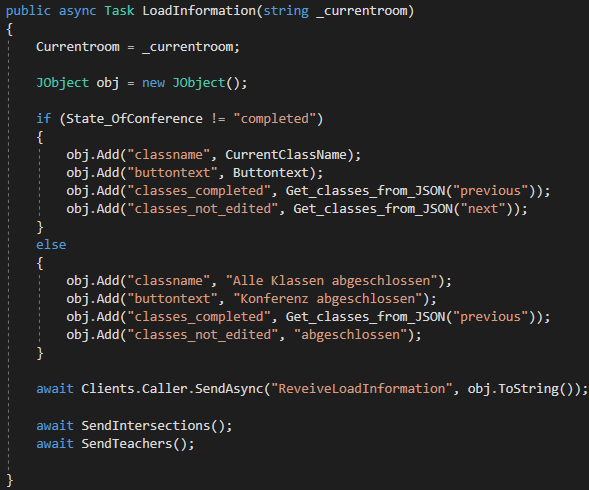 public async Task LoadInformation(string _currentroom)
{
Currentroom = _currentroom;
JObject obj = new JObject();
if (State_OfConference != "completed")
{
obj.Add("classname", CurrentClassName);
obj.Add("buttontext", Buttontext);
obj.Add("classes_completed", Get_classes_from_JSON("previous"));
obj.Add("classes_not_edited", Get_classes_from_JSON("next"));
}
else
{
obj.Add("classname", "Alle Klassen abgeschlossen");
obj.Add("buttontext", "Konferenz abgeschlossen");
obj.Add("classes_completed", Get_classes_from_JSON("previous"));
obj.Add("classes_not_edited", "abgeschlossen");
}
await Clients.Caller.SendAsync("ReveiveLoadInformation", obj.ToString());
await SendIntersections();
await SendTeachers();
}